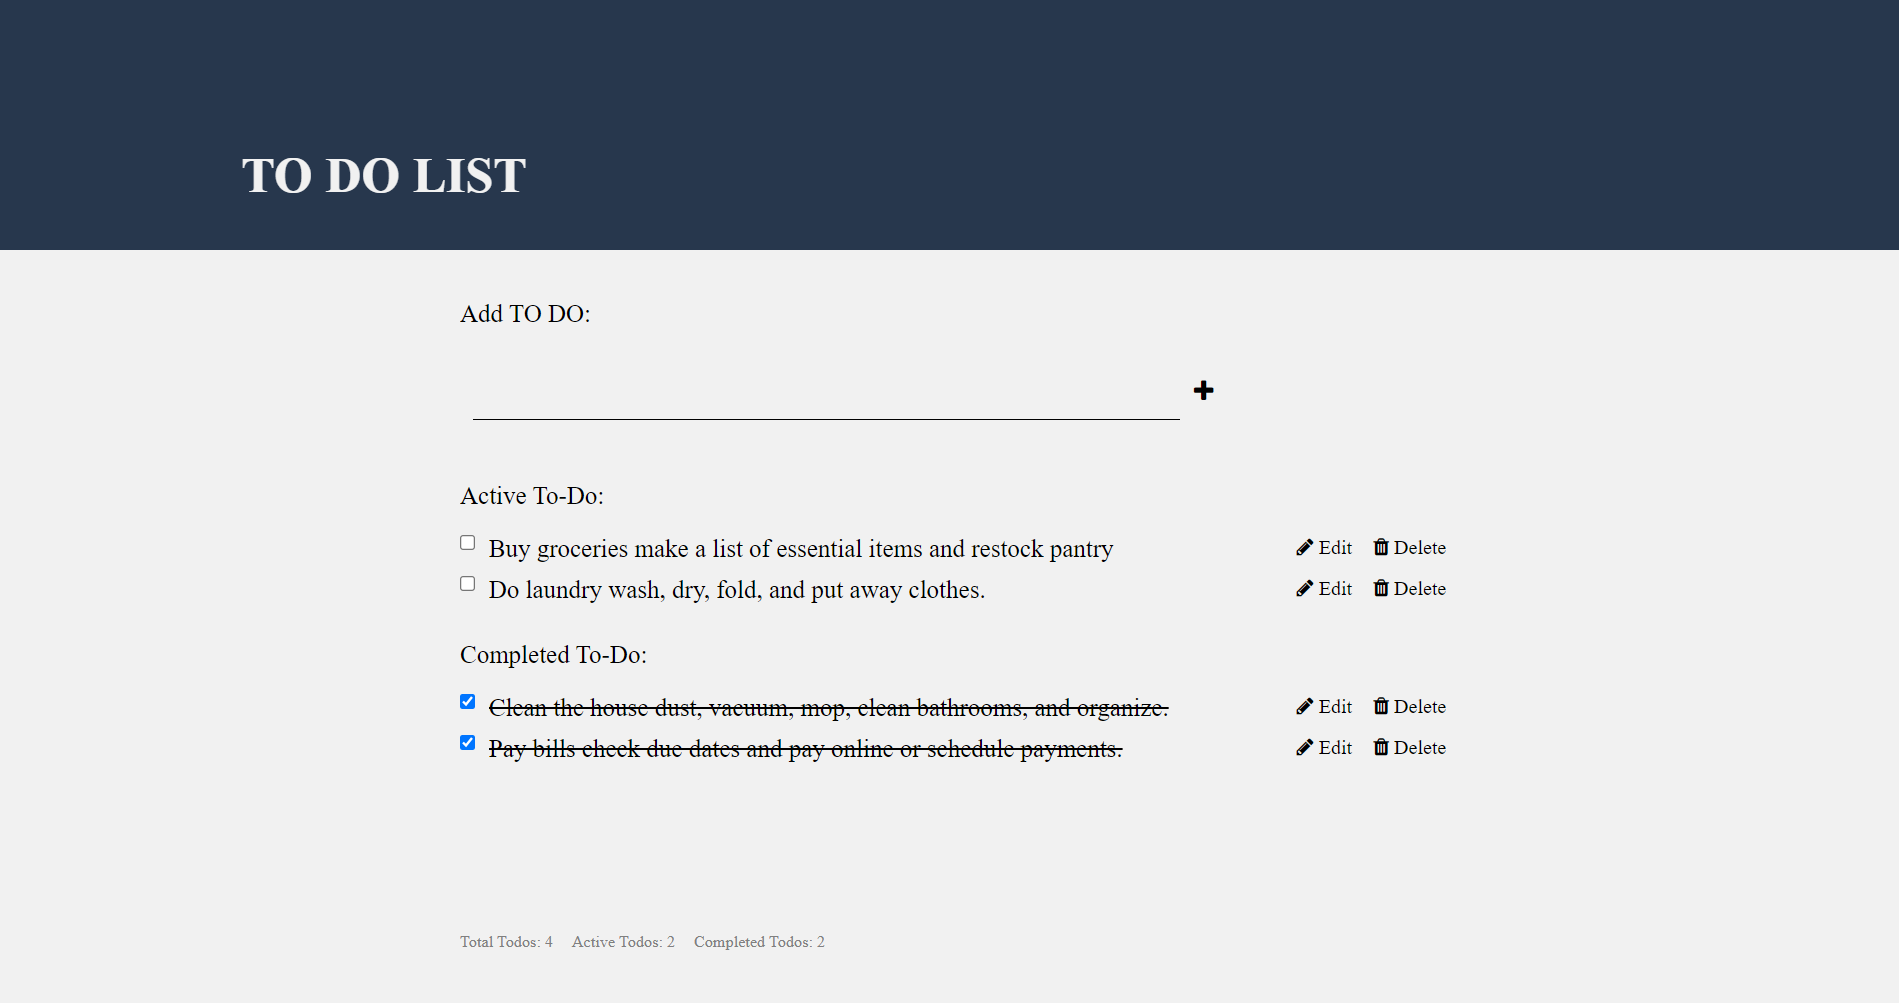 TO DO LIST
Add TO DO:
Active To-Do:
Buy groceries make a list of essential items and restock pantry Edit Delete
Do laundry wash, dry, fold, and put away clothes. Edit Delete
Completed To-Do:
Clean the house dust, vacuum, mop, clean bathrooms, and organize. Edit Delete
Pay bills check due dates and pay online or schedule payments. Edit Delete
Total Todos: 4 Active Todos: 2 Completed Todos: 2